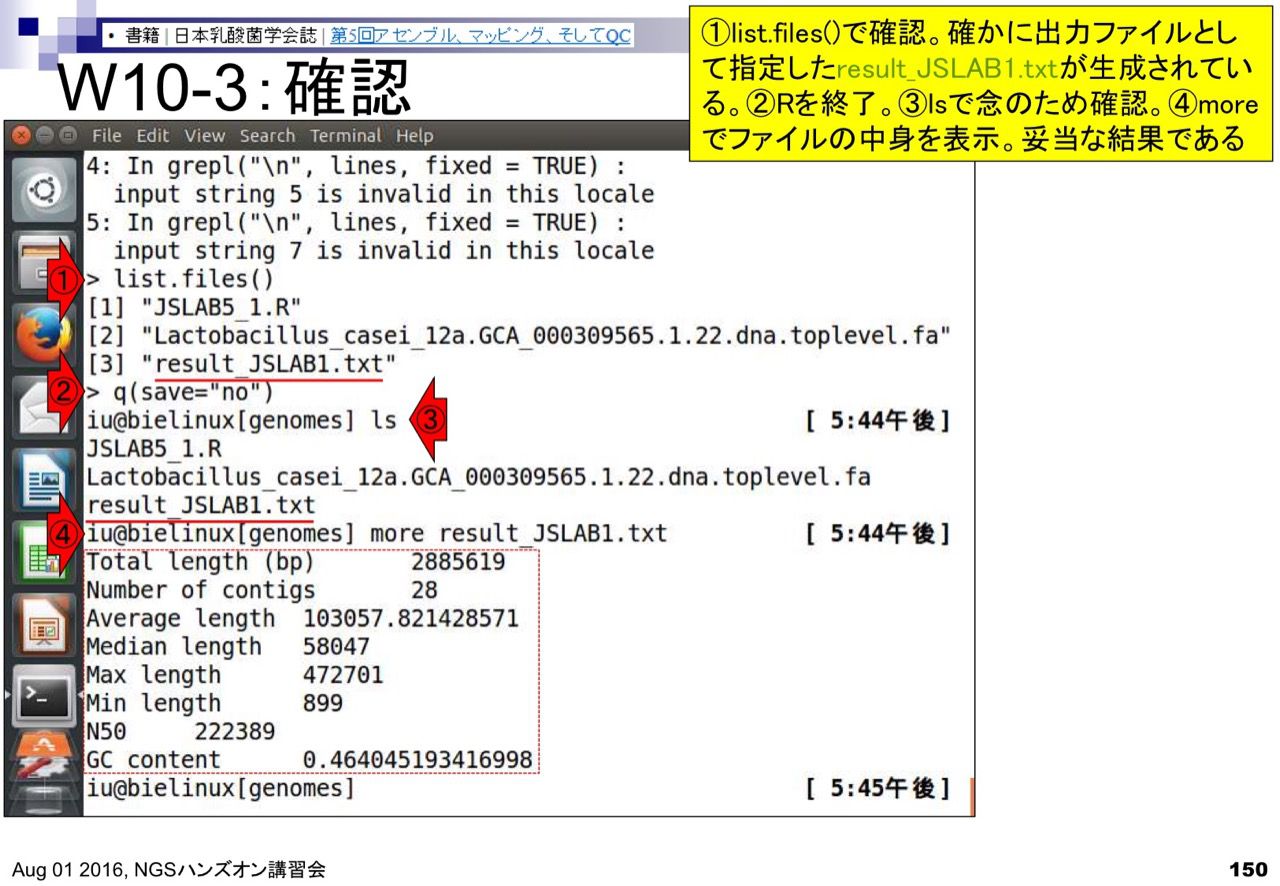 • 書籍 | 日本乳酸菌学会誌 | 第5回アセンブル、マッピング、そしてQC
W10-3：確認
①list.files()で確認。確かに出力ファイルとし
て指定したresult_JSLAB1.txtが生成されてい
る。②Rを終了。③lsで念のため確認。④more
でファイルの中身を表示。妥当な結果である
File Edit View Search Terminal Help
4: In grepl("\n", lines, fixed = TRUE) :
input string 5 is invalid in this locale
5: In grepl("\n", lines, fixed = TRUE) :
input string 7 is invalid in this locale
① > list.files()
[1] "JSLAB5_1.R"
[2] "Lactobacillus_casei_12a.GCA_000309565.1.22.dna.toplevel.fa"
[3] "result_JSLAB1.txt"
② > q(save="no")
iu@bielinux[genomes] ls ③ [ 5:44午後]
JSLAB5_1.R
Lactobacillus_casei_12a.GCA_000309565.1.22.dna.toplevel.fa
result_JSLAB1.txt
④ iu@bielinux[genomes] more result_JSLAB1.txt [ 5:44午後]
Total length (bp) 2885619
Number of contigs 28
Average length 103057.821428571
Median length 58047
Max length 472701
Min length 899
N50 222389
GC content 0.464045193416998
iu@bielinux[genomes] [ 5:45午後]
Aug 01 2016, NGSハンズオン講習会
150